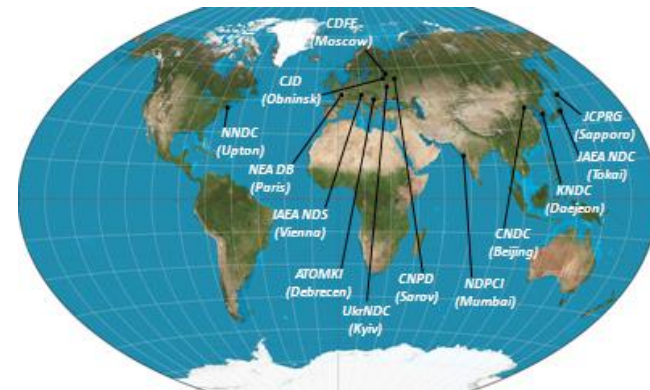 CDFE
(Moscow)
CJD
(Obninsk)
NNDC
(Upton)
NEA DB
(Paris)
IAEA NDS
(Vienna)
ATOMKI
(Debrecen)
UkrNDC
(Kyiv)
CNPD
(Sarov)
NDPCI
(Mumbai)
CNDC
(Beijing)
KNDC
(Daejeon)
JAEA NDC
(Tokai)
JCPRG
(Sapporo)